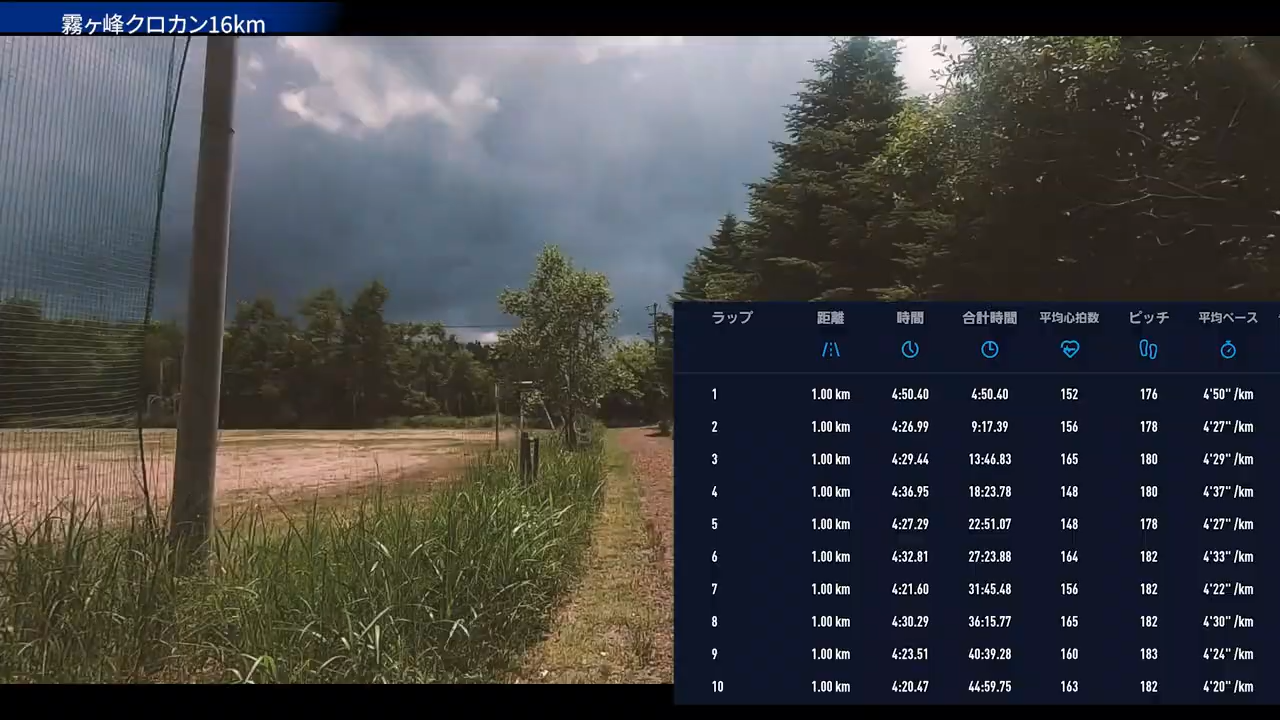 霧ヶ峰クロカン16km
ラップ 距離 時間 合計時間 平均心拍数 ピッチ 平均ペース
1 1.00 km 4:50.40 4:50.40 152 176 4'50" /km
2 1.00 km 4:26.99 9:17.39 156 178 4'27" /km
3 1.00 km 4:29.44 13:46.83 165 180 4'29" /km
4 1.00 km 4:36.95 18:23.78 148 180 4'37" /km
5 1.00 km 4:27.29 22:51.07 148 178 4'27" /km
6 1.00 km 4:32.81 27:23.88 164 182 4'33" /km
7 1.00 km 4:21.60 31:45.48 156 182 4'22" /km
8 1.00 km 4:30.29 36:15.77 165 182 4'30" /km
9 1.00 km 4:23.51 40:39.28 160 183 4'24" /km
10 1.00 km 4:20.47 44:59.75 163 182 4'20" /km